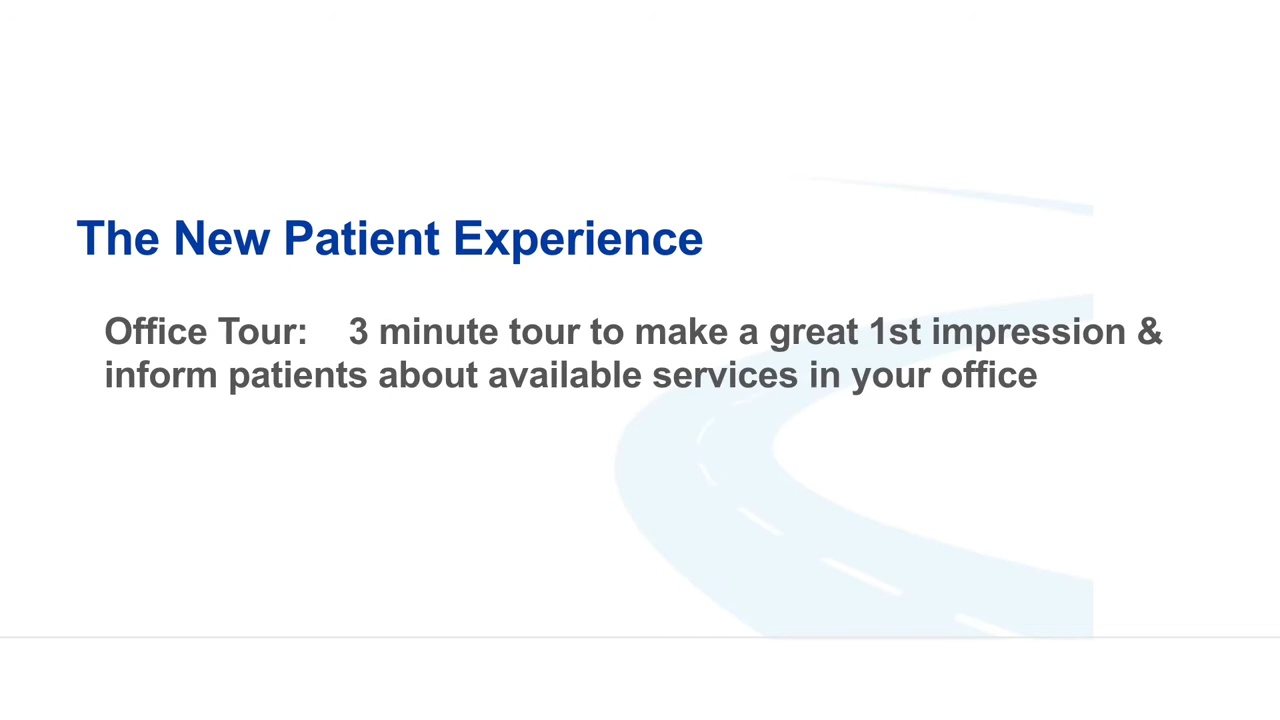 The New Patient Experience
Office Tour: 3 minute tour to make a great 1st impression &
inform patients about available services in your office